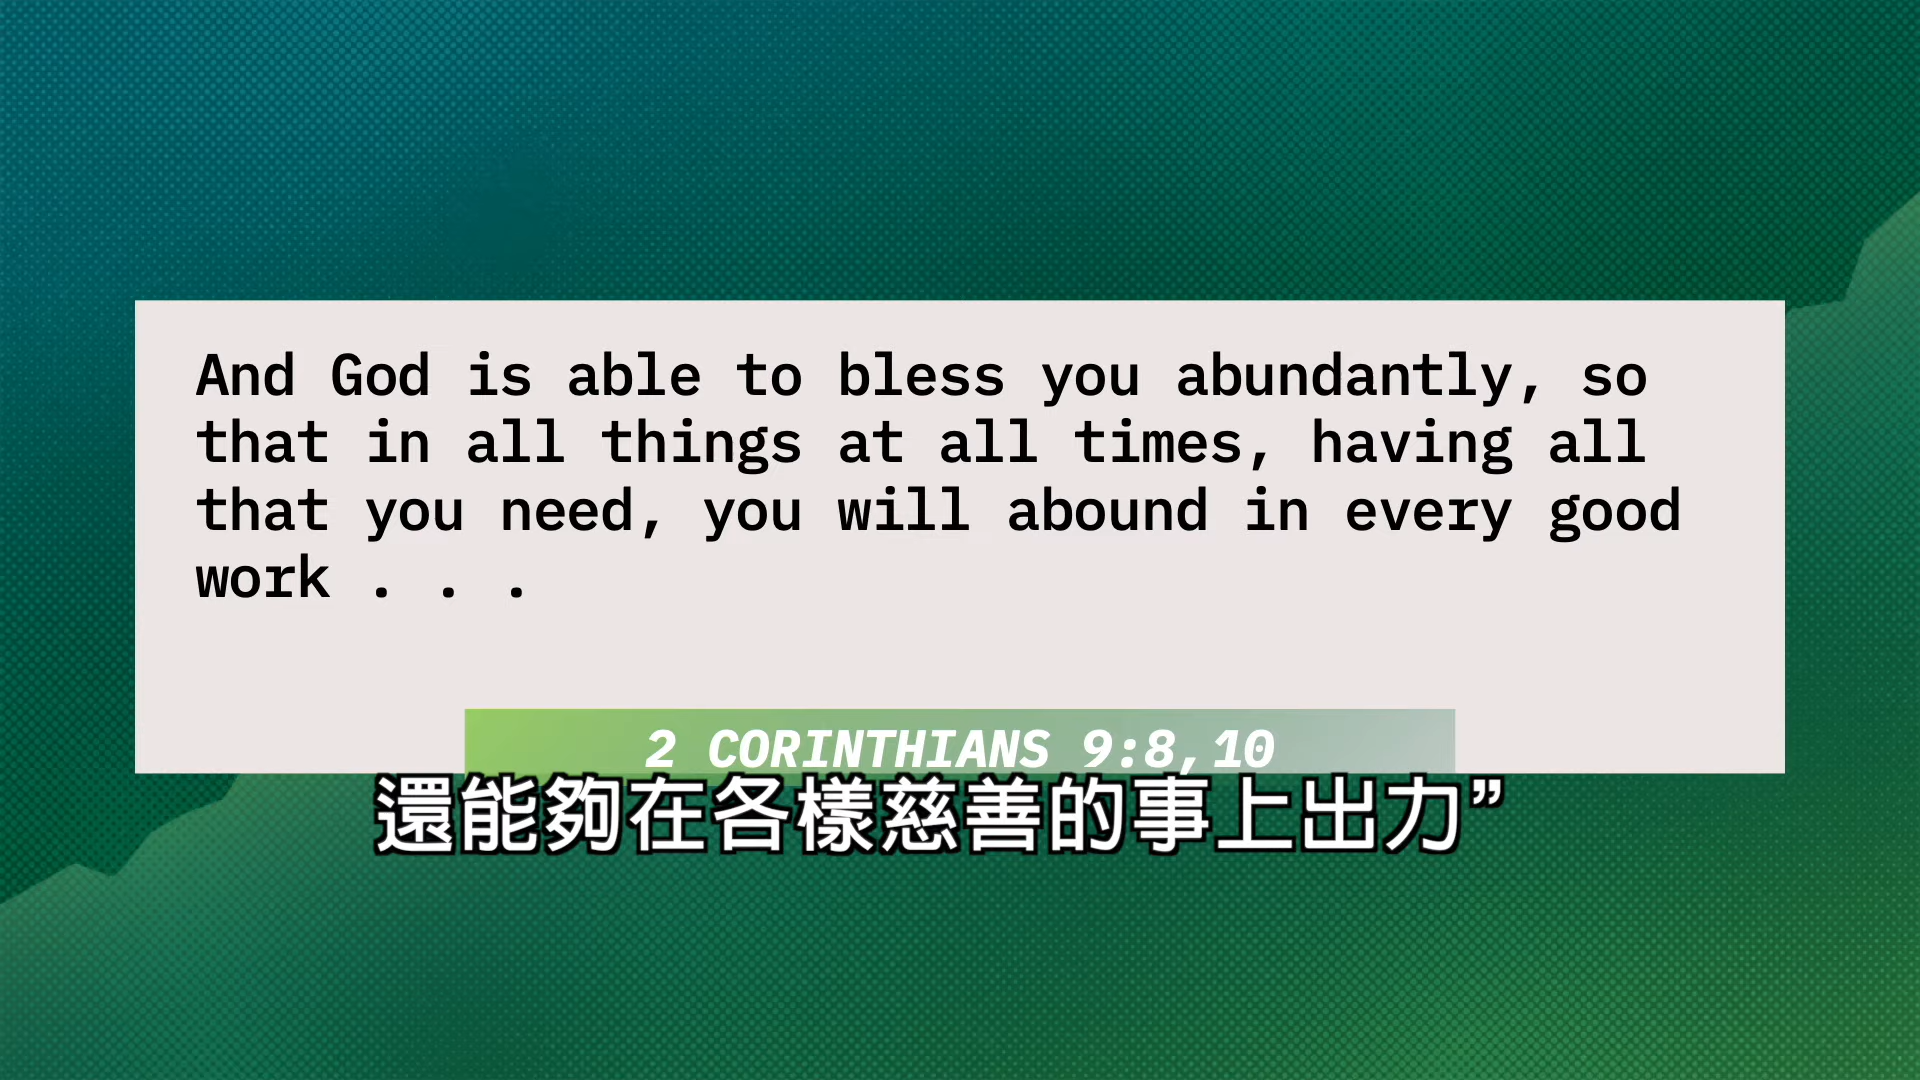 And God is able to bless you abundantly, so
that in all things at all times, having all
that you need, you will abound in every good
work . . .
2 CORINTHIANS 9:8,10
還能夠在各樣慈善的事上出力”